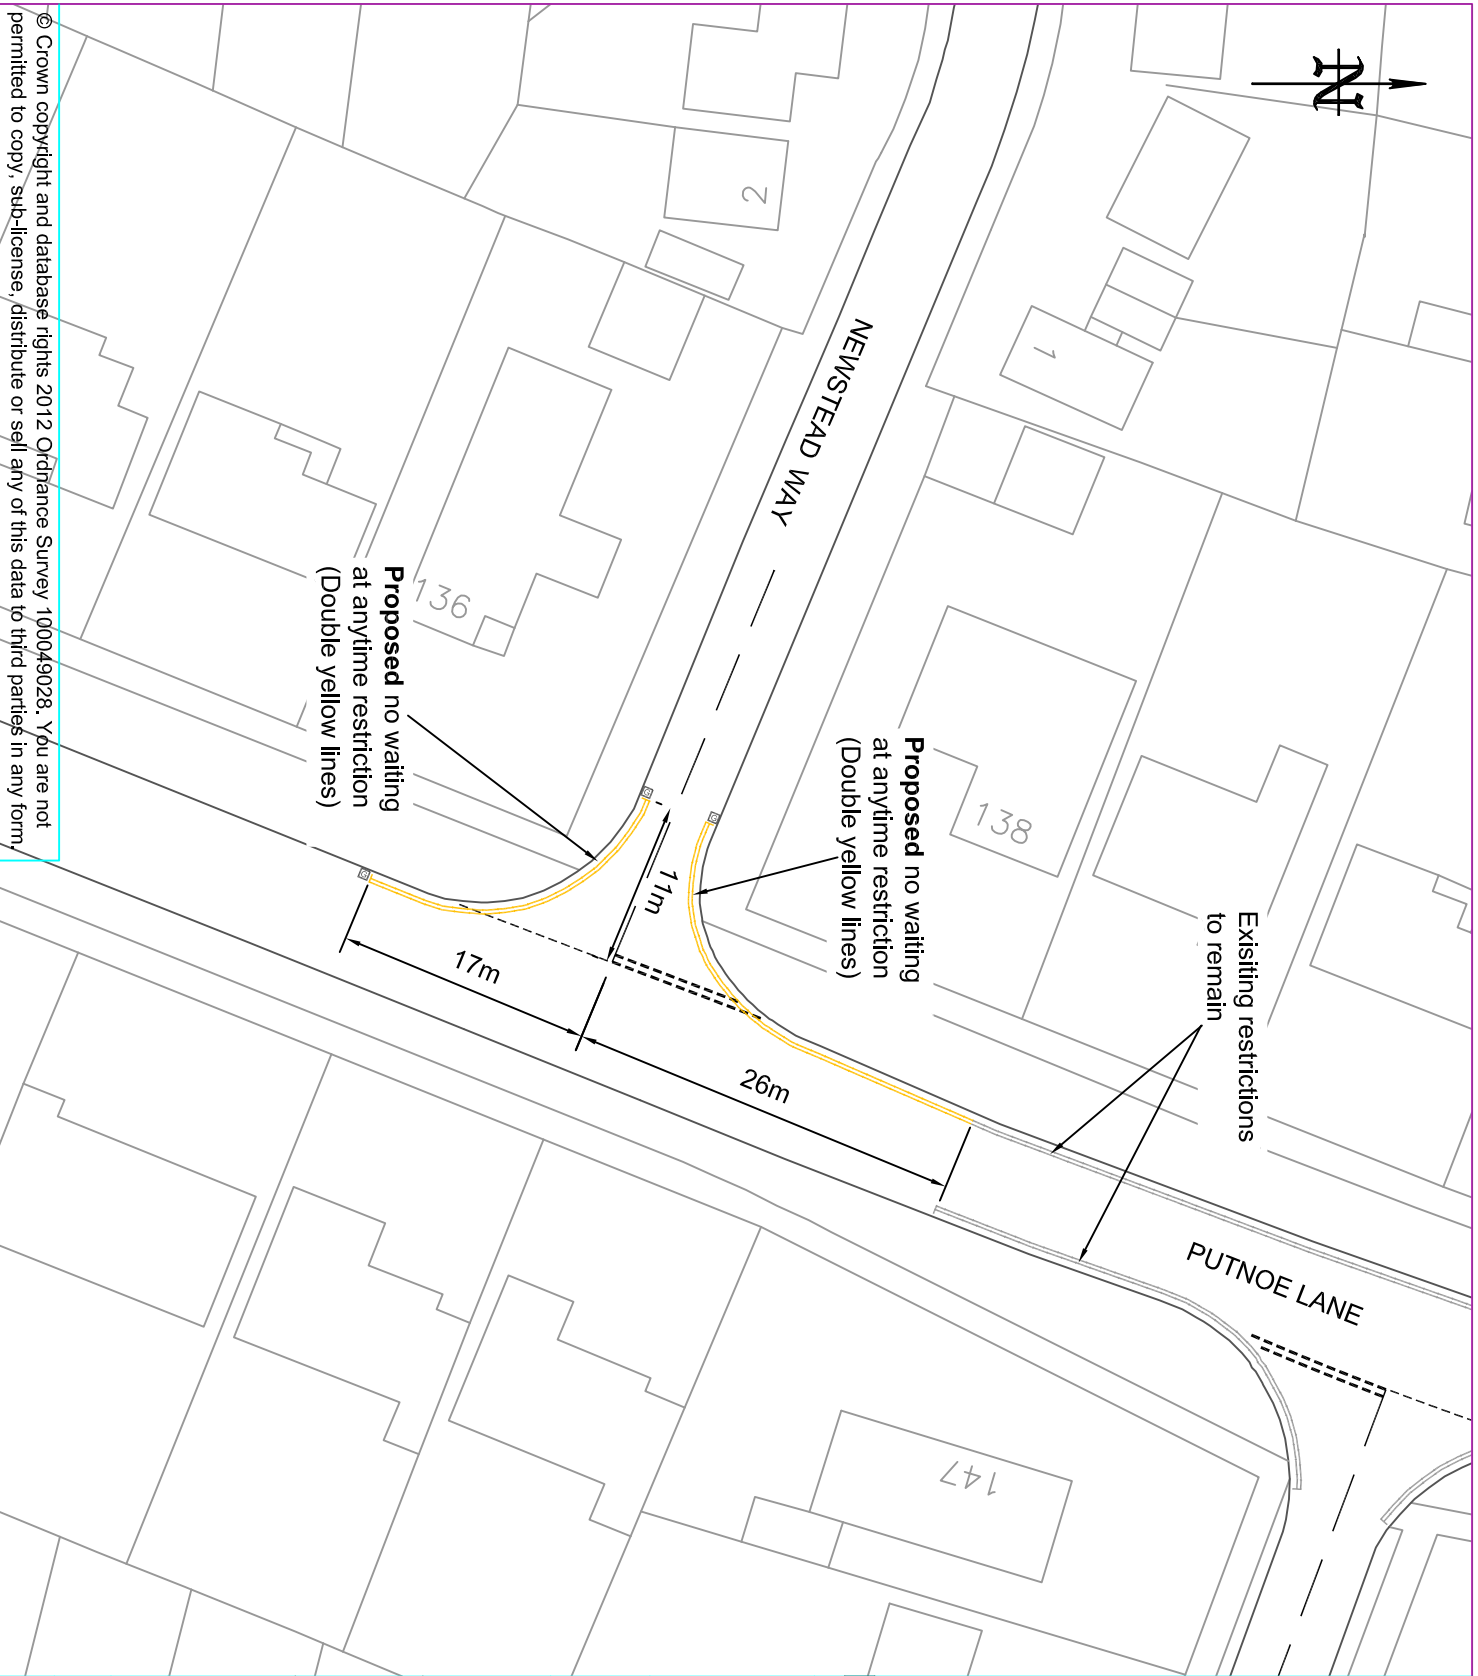 N
Exisiting restrictions
to remain
PUTNOE LANE
1
138
Proposed no waiting
at anytime restriction
(Double yellow lines)
2
NEWSTEAD WAY
11m
26m
147
136
Proposed no waiting
at anytime restriction
(Double yellow lines)
17m
© Crown copyright and database rights 2012 Ordnance Survey 100049028. You are not
permitted to copy, sub-license, distribute or sell any of this data to third parties in any form.